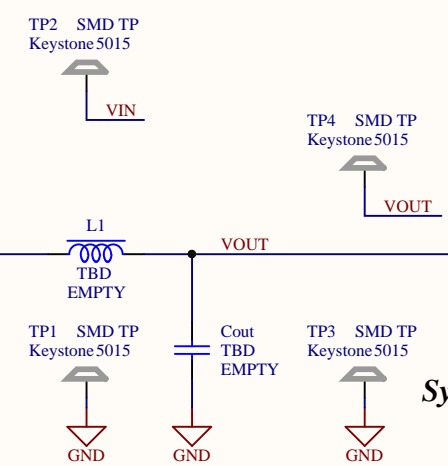 TP2 SMD TP
Keystone 5015
VIN
TP4 SMD TP
Keystone 5015
VOUT
L1
VOUT
TBD
EMPTY
TP1 SMD TP
Keystone 5015
GND
Cout
TBD
EMPTY
GND
TP3 SMD TP
Keystone 5015
GND
Sy